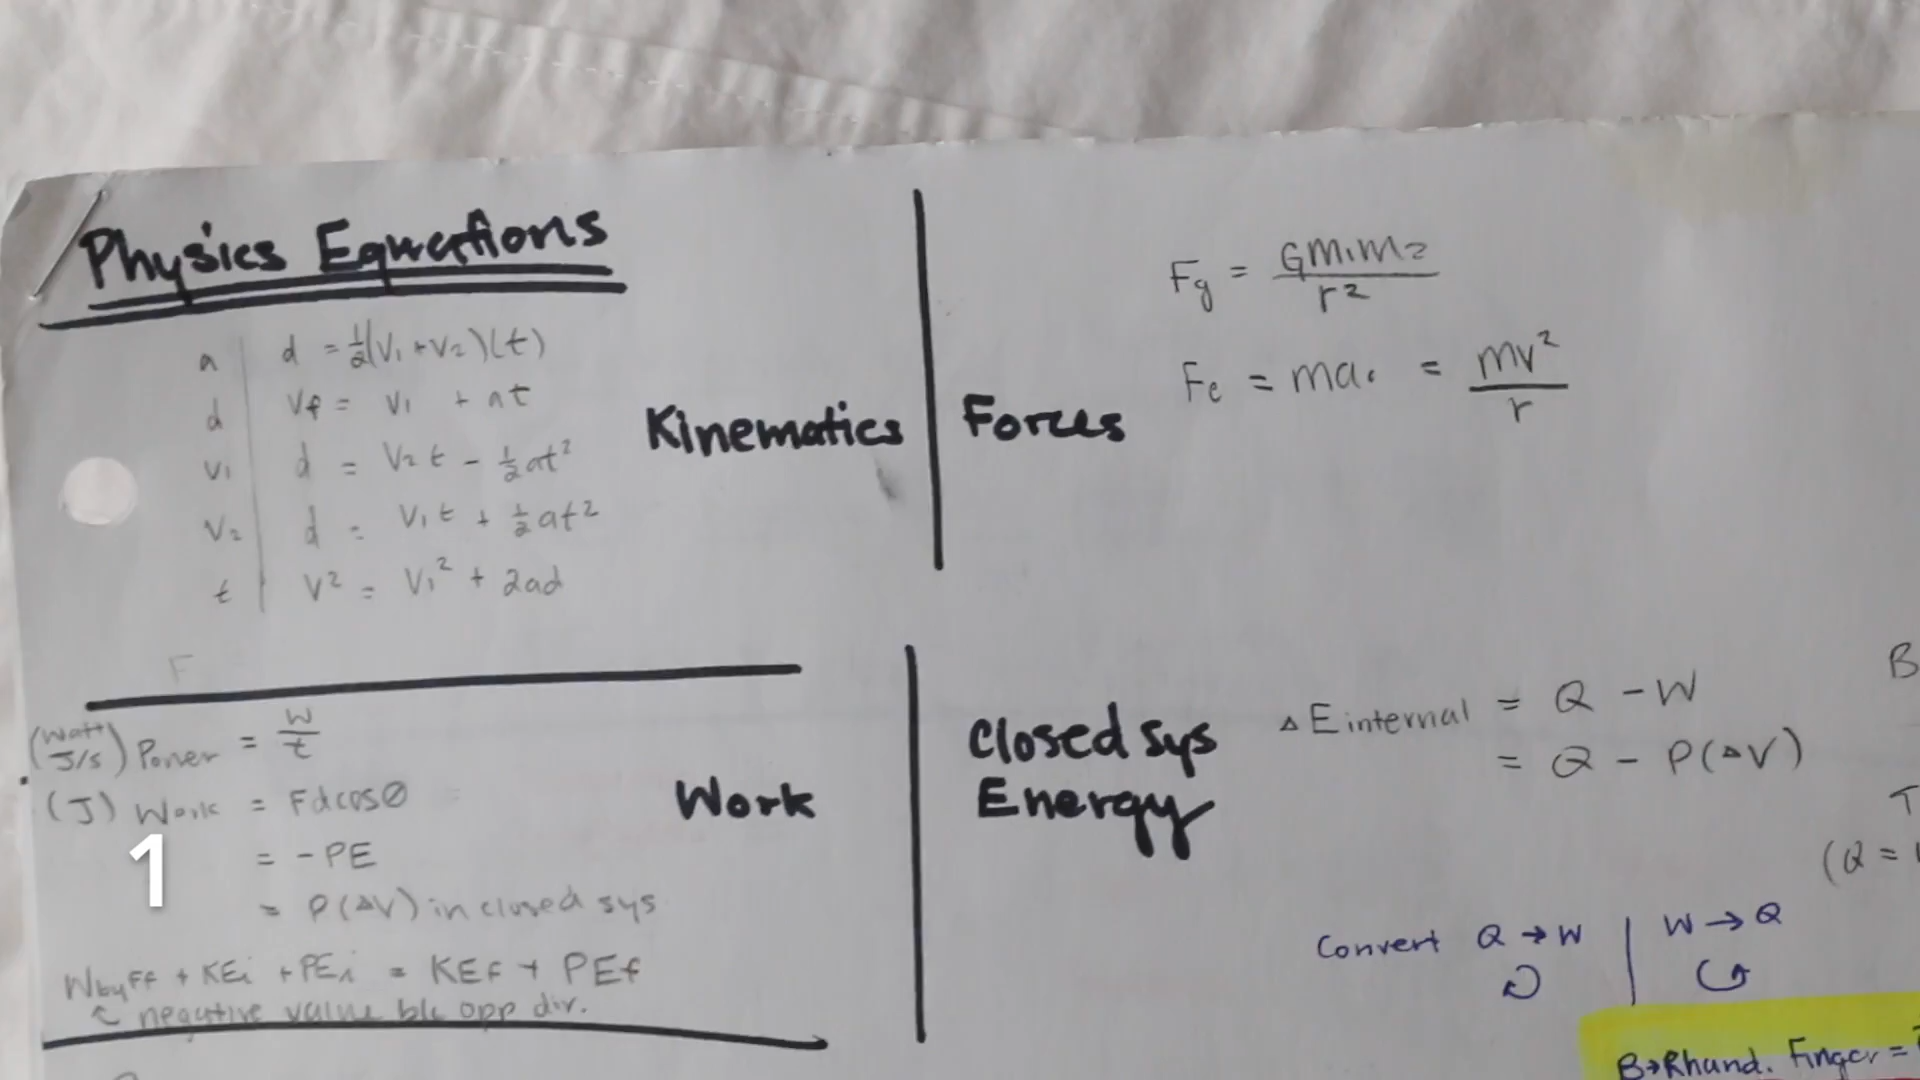 Physics Equations
a d = ½(V₁ + V₂)(t)
d Vf = V₁ + at
V₁ d = V₂t - ½at²
V₂ d = V₁t + ½at²
t V² = V₁² + 2ad
Kinematics
Forces
Fg = Gm₁m₂/r²
Fc = mac = mv²/r
F
(Watt J/s) Power = W/t
(J) Work = Fdcosθ
= -PE
= P(ΔV) in closed sys
WbyFf + KEi + PEi = KEf + PEf
negative value b/c opp dir.
Work
1
Closed Sys
Energy
ΔEinternal = Q - W
= Q - P(ΔV)
B
T
(Q =
Convert Q → W | W → Q
B→Rhand. Finger =